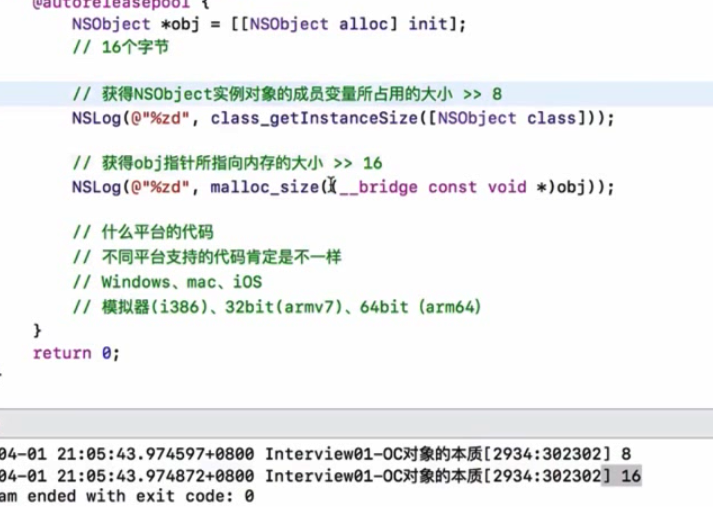 @autoreleasepool {
NSObject *obj = [[NSObject alloc] init];
// 16个字节
// 获得NSObject实例对象的成员变量所占用的大小 >> 8
NSLog(@"%zd", class_getInstanceSize([NSObject class]));
// 获得obj指针所指向内存的大小 >> 16
NSLog(@"%zd", malloc_size((__bridge const void *)obj));
// 什么平台的代码
// 不同平台支持的代码肯定是不一样
// Windows、mac、iOS
// 模拟器(i386)、32bit(armv7)、64bit（arm64）
}
return 0;
04-01 21:05:43.974597+0800 Interview01-OC对象的本质[2934:302302] 8
04-01 21:05:43.974872+0800 Interview01-OC对象的本质[2934:302302] 16
am ended with exit code: 0